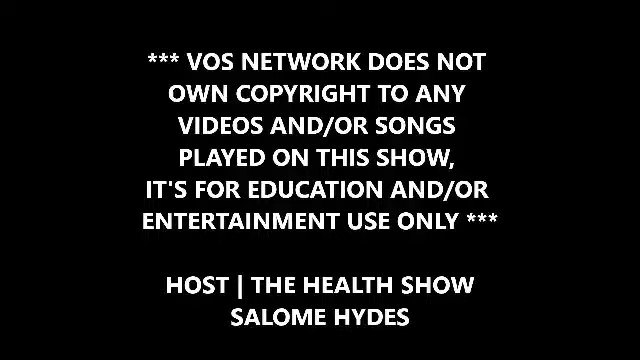 *** VOS NETWORK DOES NOT
OWN COPYRIGHT TO ANY
VIDEOS AND/OR SONGS
PLAYED ON THIS SHOW,
IT'S FOR EDUCATION AND/OR
ENTERTAINMENT USE ONLY ***
HOST | THE HEALTH SHOW
SALOME HYDES